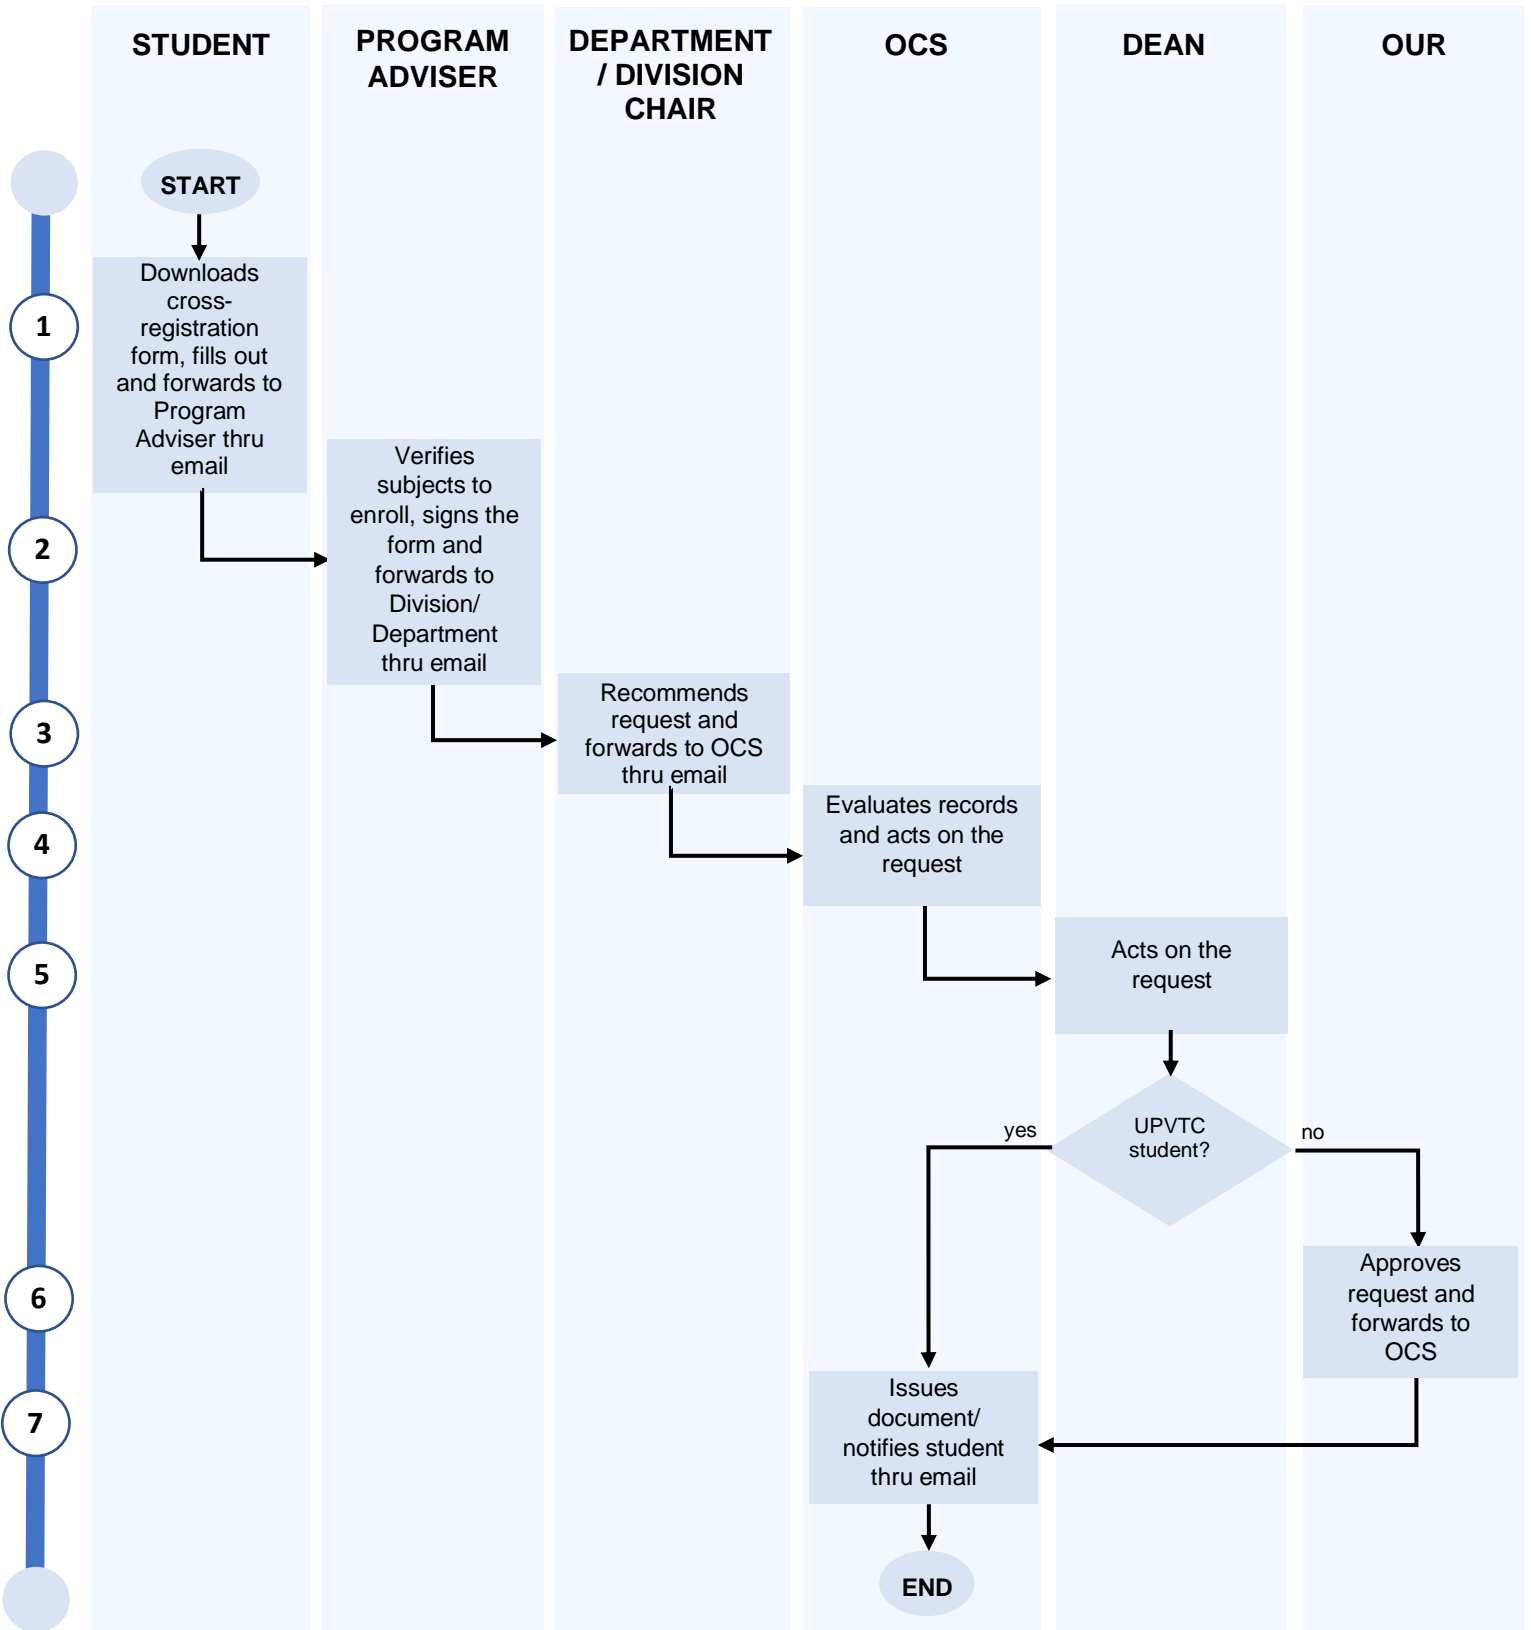 STUDENT
PROGRAM
ADVISER
DEPARTMENT
/ DIVISION
CHAIR
OCS
DEAN
OUR
START
1
Downloads
cross-
registration
form, fills out
and forwards to
Program
Adviser thru
email
2
Verifies
subjects to
enroll, signs the
form and
forwards to
Division/
Department
thru email
3
Recommends
request and
forwards to OCS
thru email
4
Evaluates records
and acts on the
request
5
Acts on the
request
UPVTC
student?
yes
no
6
Approves
request and
forwards to
OCS
7
Issues
document/
notifies student
thru email
END